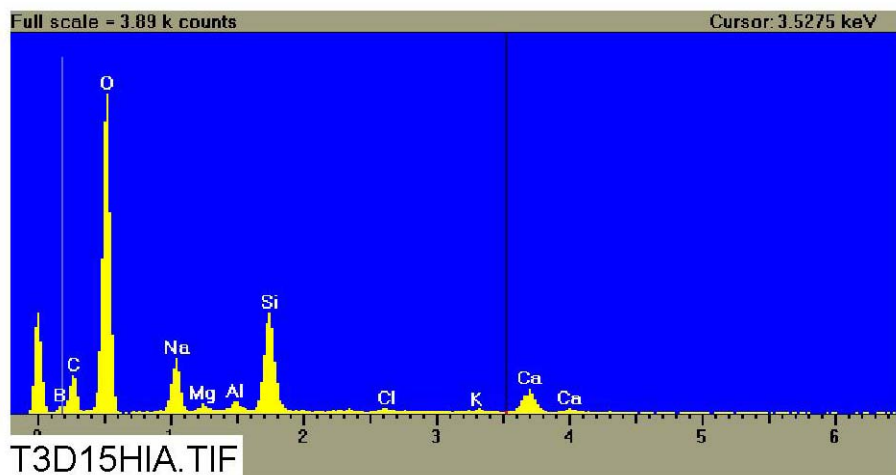 Full scale = 3.89 k counts Cursor: 3.5275 keV
O
Si
Na
C
B
Mg
Al
Cl
K
Ca
Ca
0 1 2 3 4 5 6
T3D15HIA.TIF